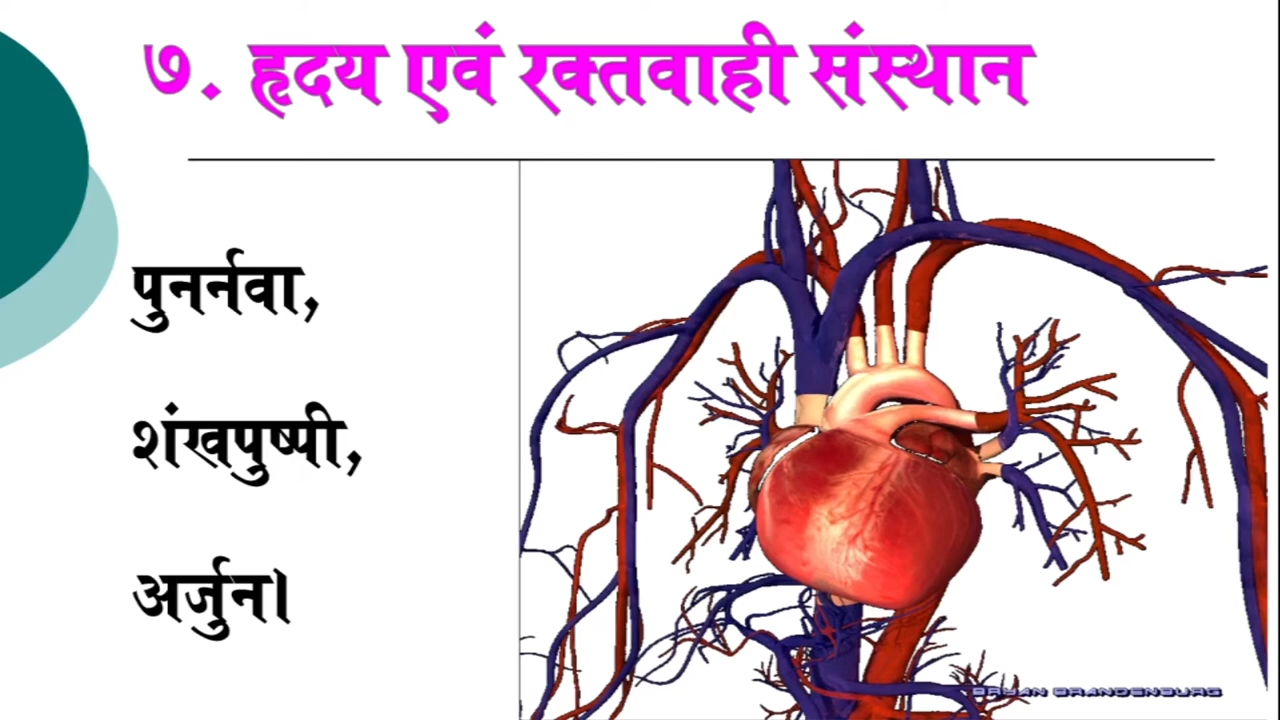 ७. हृदय एवं रक्तवाही संस्थान
पुनर्नवा,
शंखपुष्पी,
अर्जुन।
BRYAN BRANDENBURG